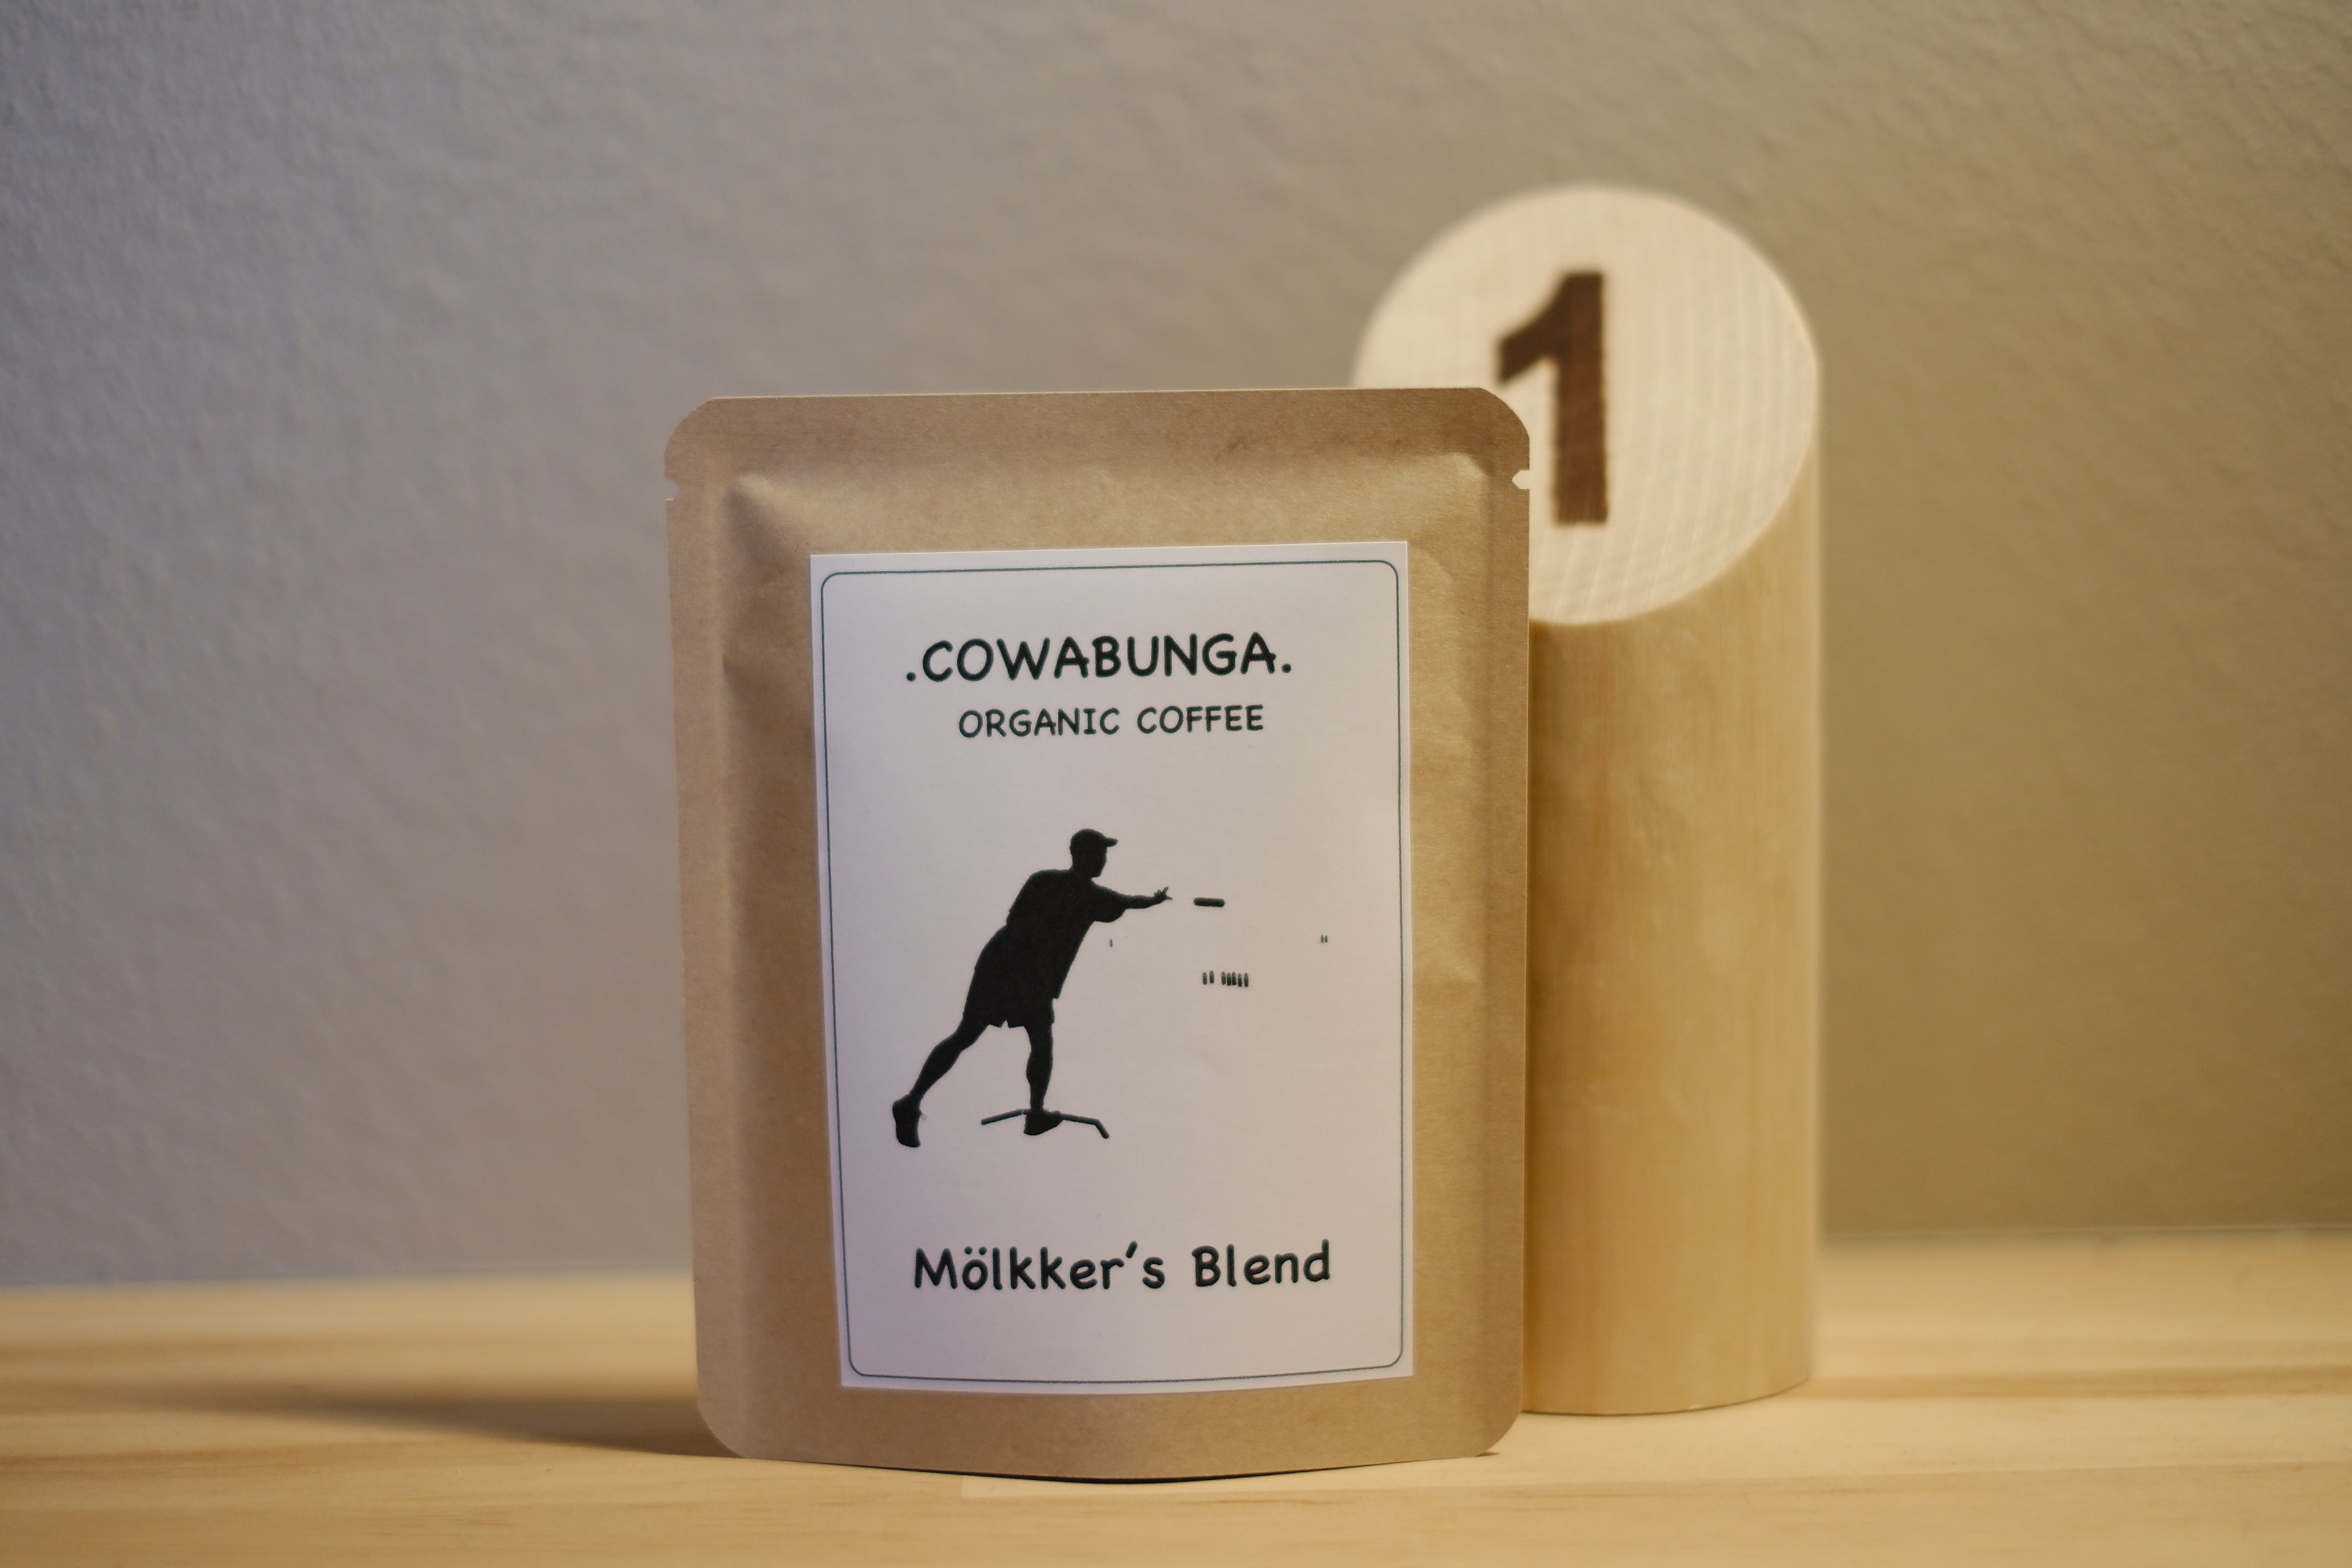 1
.COWABUNGA.
ORGANIC COFFEE
Mölkker's Blend